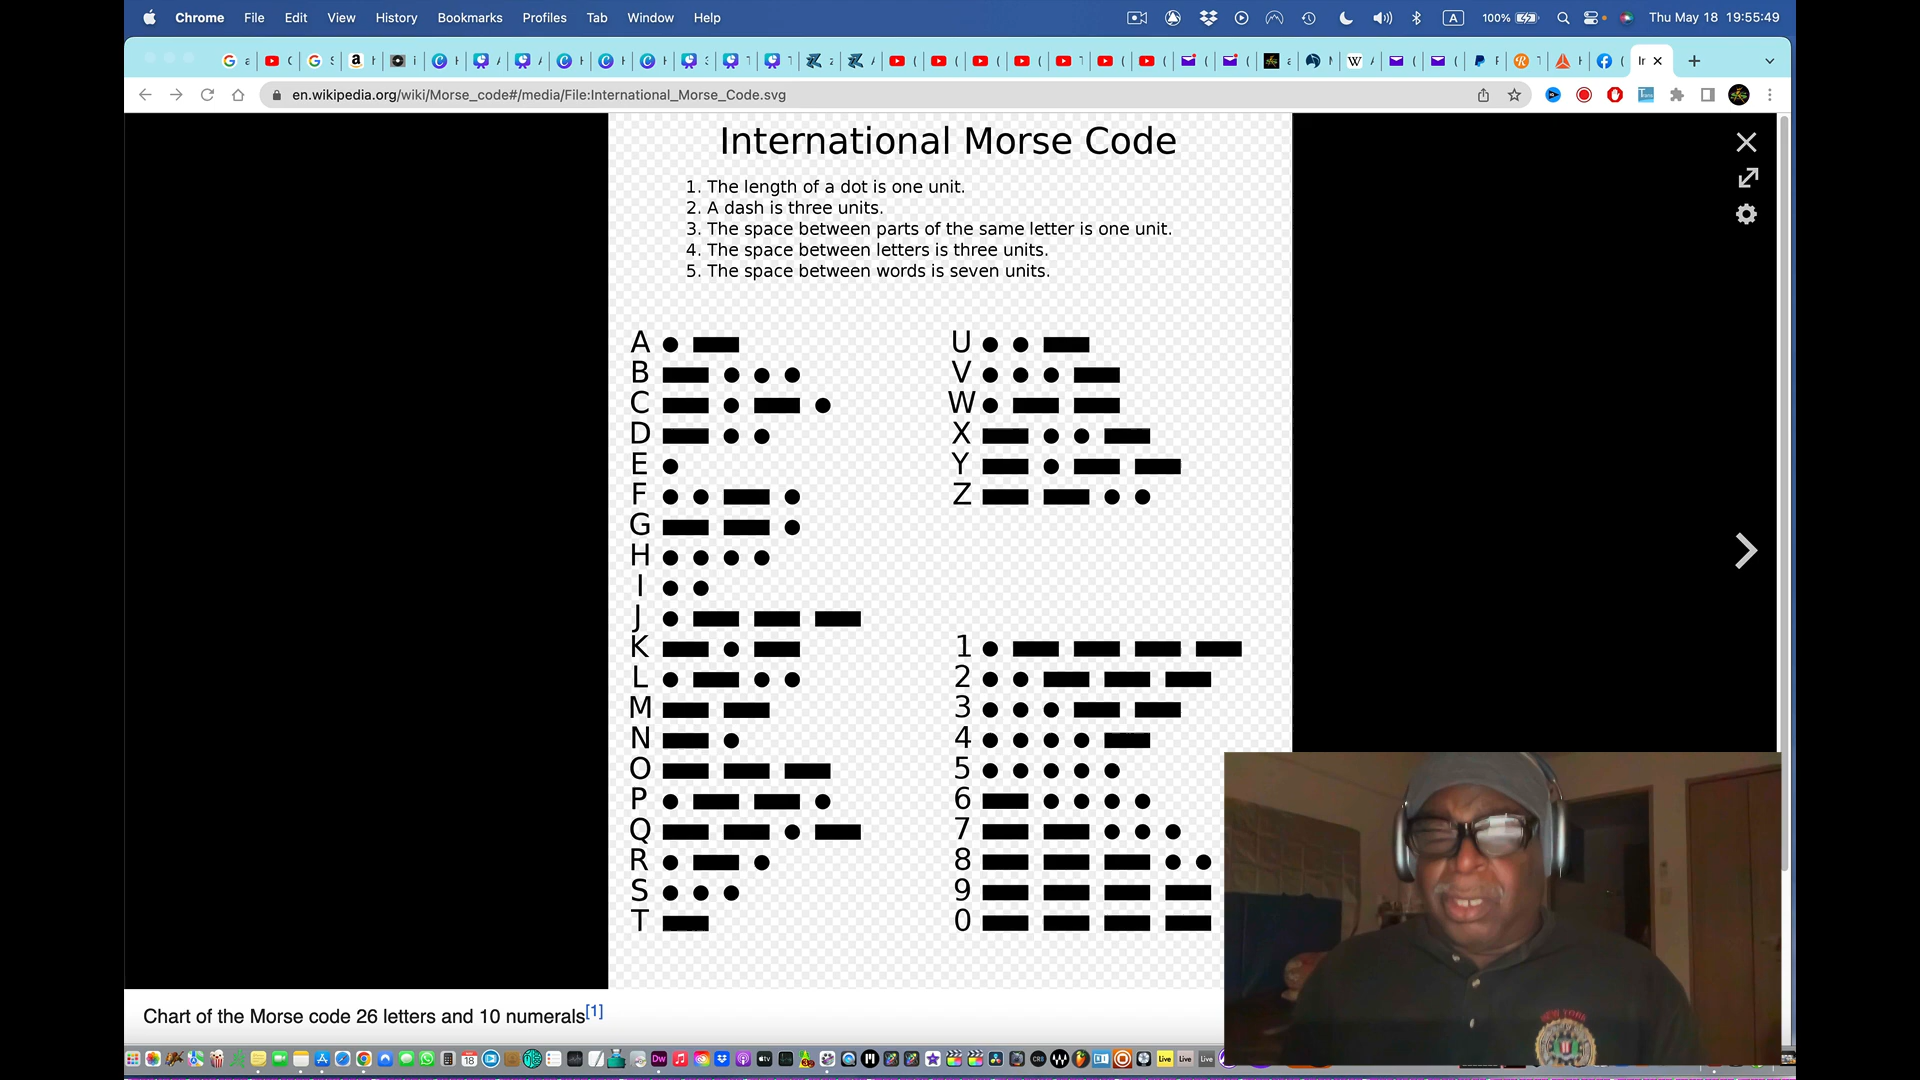 Chrome File Edit View History Bookmarks Profiles Tab Window Help
A 100% Thu May 18 19:55:49
en.wikipedia.org/wiki/Morse_code#/media/File:International_Morse_Code.svg
International Morse Code
1. The length of a dot is one unit.
2. A dash is three units.
3. The space between parts of the same letter is one unit.
4. The space between letters is three units.
5. The space between words is seven units.
A
B
C
D
E
F
G
H
I
J
K
L
M
N
O
P
Q
R
S
T
U
V
W
X
Y
Z
1
2
3
4
5
6
7
8
9
0
NEW YORK
Chart of the Morse code 26 letters and 10 numerals[1]